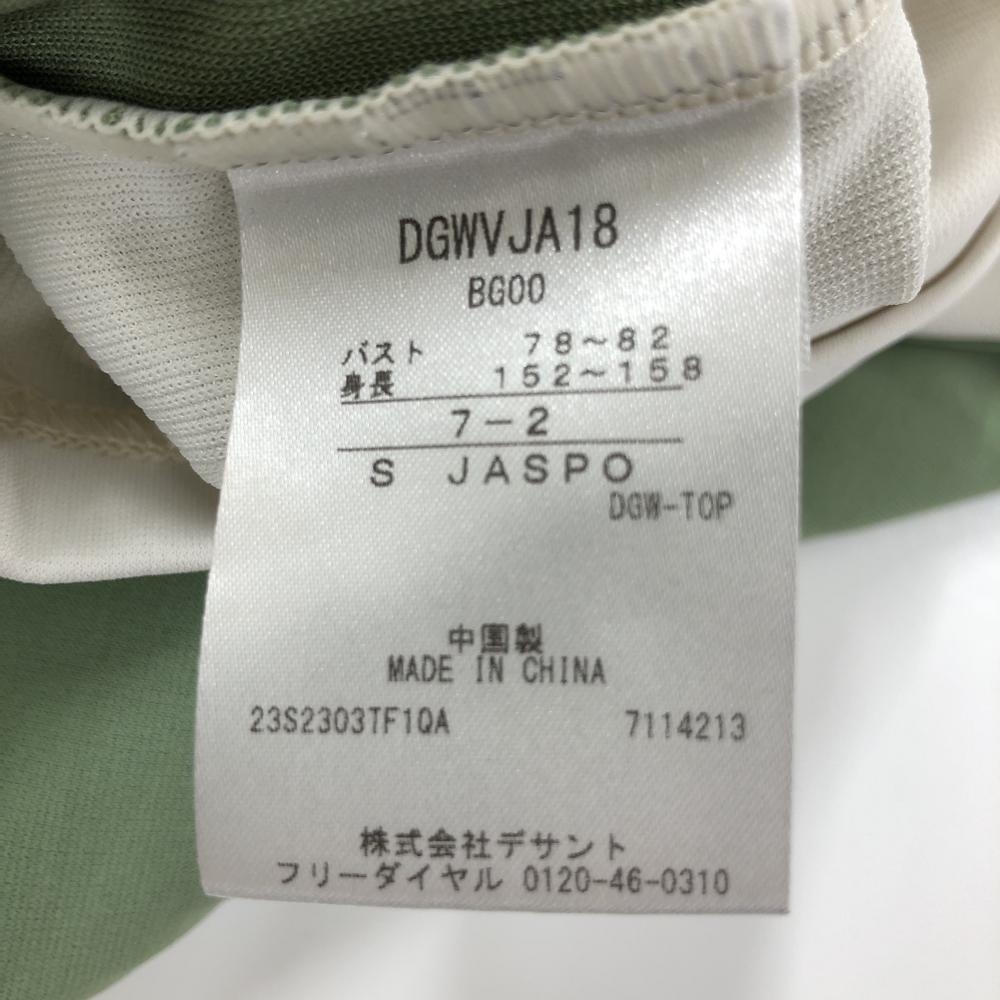 DGWVJA18
BG00
バスト 78~82
身長 152~158
7-2
S JASPO
DGW-TOP
中国製
MADE IN CHINA
23S2303TF1QA 7114213
株式会社デサント
フリーダイヤル 0120-46-0310